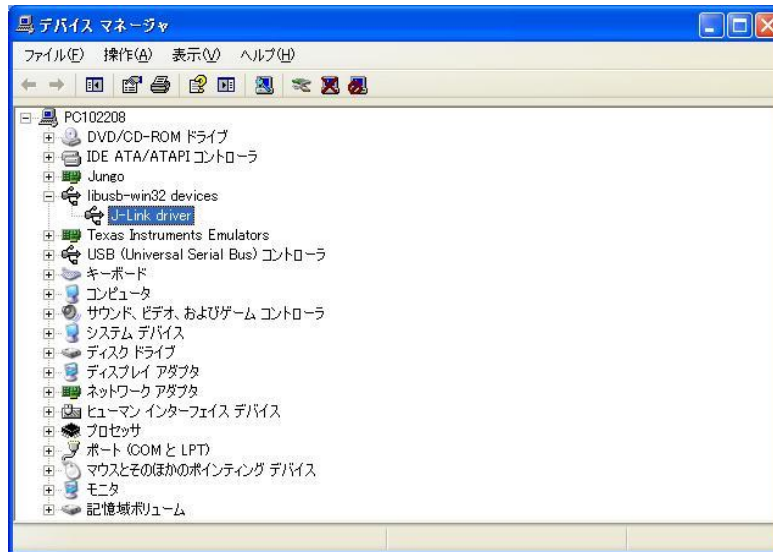 デバイス マネージャ
ファイル(F) 操作(A) 表示(V) ヘルプ(H)
PC102208
DVD/CD-ROM ドライブ
IDE ATA/ATAPI コントローラ
Jungo
libusb-win32 devices
J-Link driver
Texas Instruments Emulators
USB (Universal Serial Bus) コントローラ
キーボード
コンピュータ
サウンド、ビデオ、およびゲーム コントローラ
システム デバイス
ディスク ドライブ
ディスプレイ アダプタ
ネットワーク アダプタ
ヒューマン インターフェイス デバイス
プロセッサ
ポート (COM と LPT)
マウスとそのほかのポインティング デバイス
モニタ
記憶域ボリューム